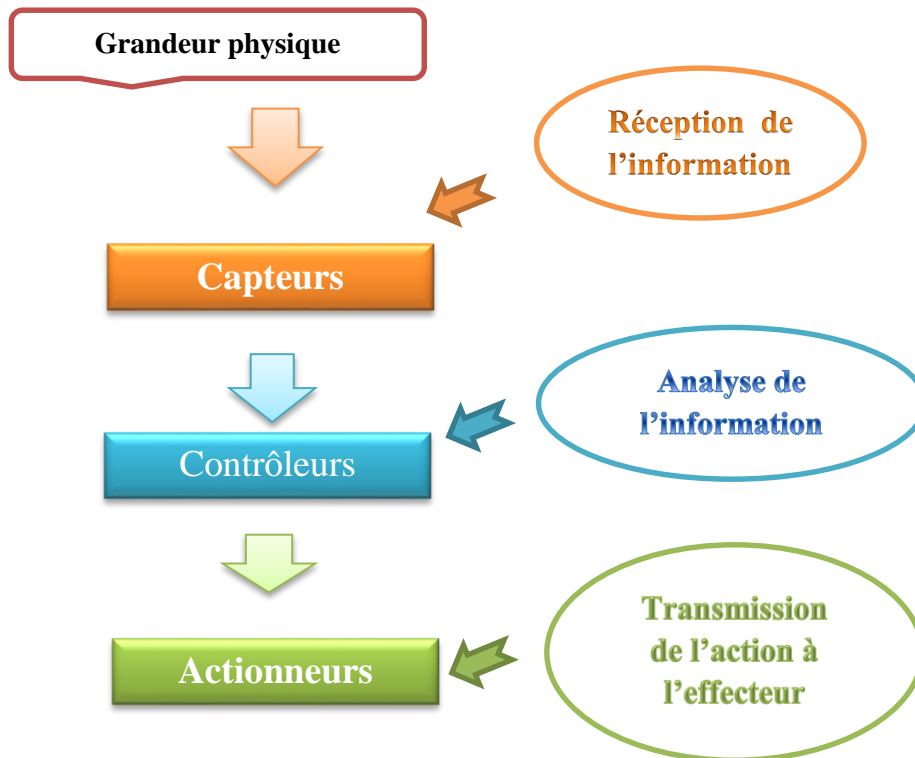 Grandeur physique
Réception de
l'information
Capteurs
Analyse de
l'information
Contrôleurs
Transmission
de l'action à
l'effecteur
Actionneurs